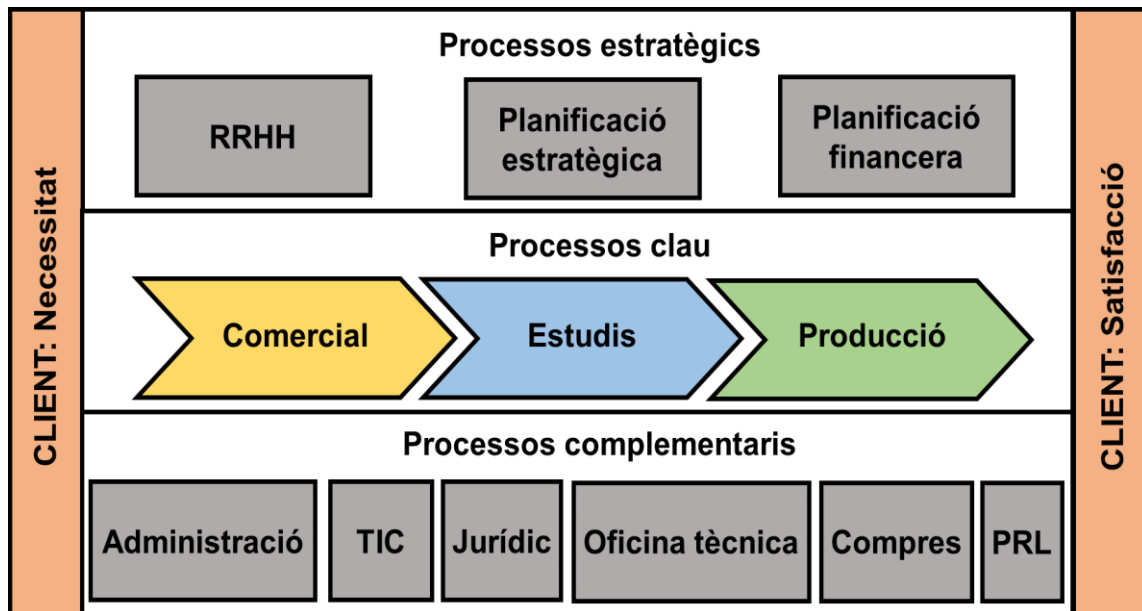 CLIENT: Necessitat
Processos estratègics
RRHH
Planificació
estratègica
Planificació
financera
Processos clau
Comercial
Estudis
Producció
Processos complementaris
Administració
TIC
Jurídic
Oficina tècnica
Compres
PRL
CLIENT: Satisfacció